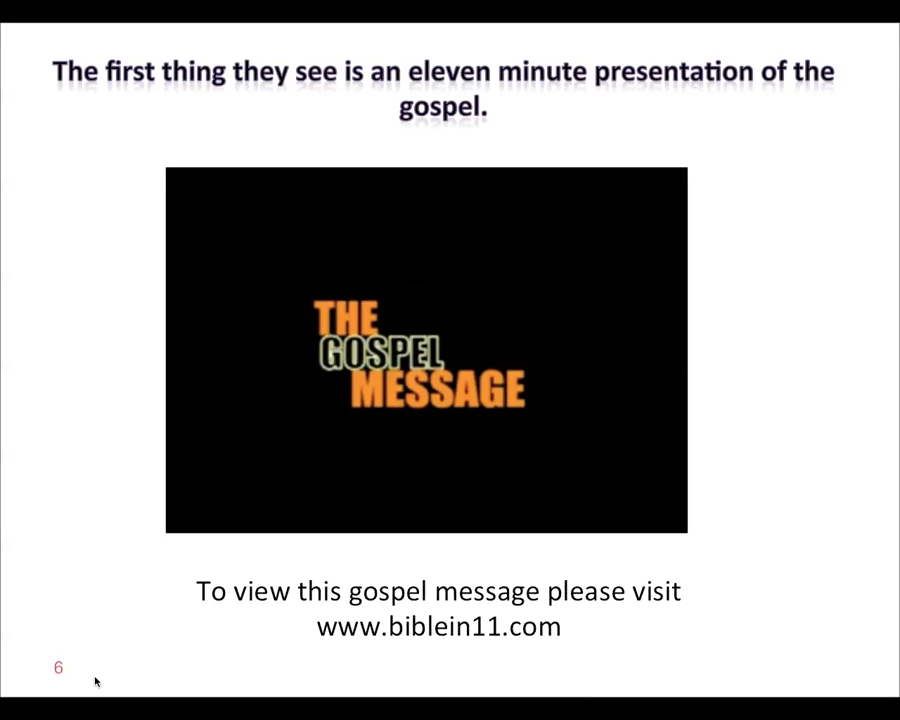 The first thing they see is an eleven minute presentation of the
gospel.
THE
GOSPEL
MESSAGE
To view this gospel message please visit
www.biblein11.com
6